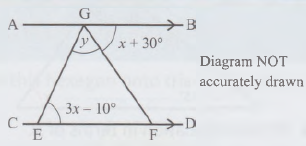 G
A B
y x + 30°
Diagram NOT
accurately drawn
3x – 10°
C D
E F